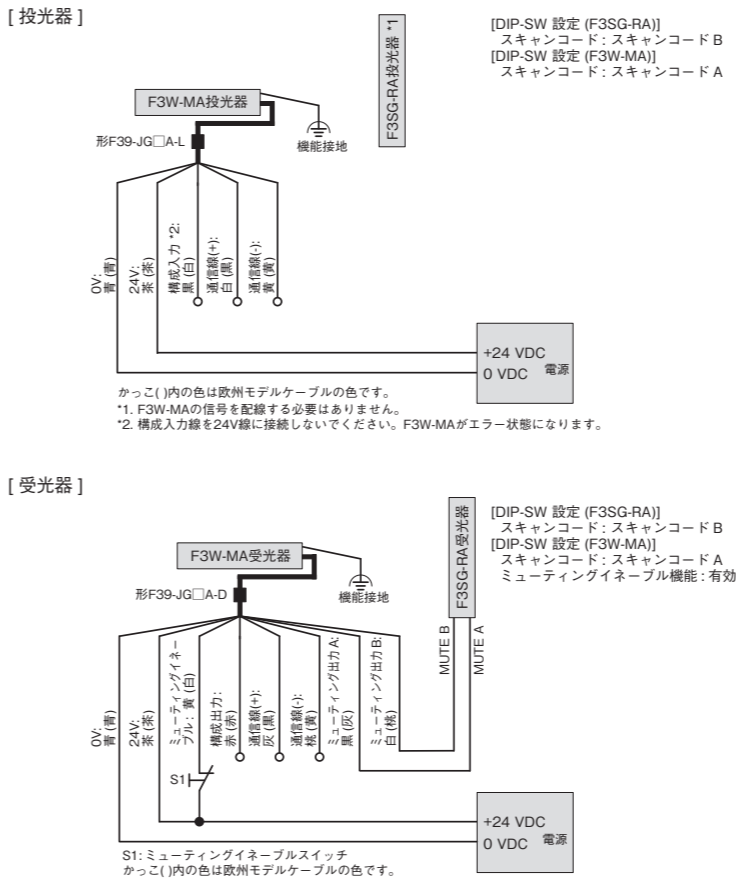 [ 投光器 ]
F3SG-RA投光器 *1
[DIP-SW 設定 (F3SG-RA)]
スキャンコード : スキャンコード B
[DIP-SW 設定 (F3W-MA)]
スキャンコード : スキャンコード A
F3W-MA投光器
形F39-JG□A-L
機能接地
0V:
青 (青)
24V:
茶 (茶)
構成入力 *2:
黒 (白)
通信線(+):
白 (黒)
通信線(-):
黄 (黄)
+24 VDC
0 VDC
電源
かっこ( )内の色は欧州モデルケーブルの色です。
*1. F3W-MAの信号を配線する必要はありません。
*2. 構成入力線を24V線に接続しないでください。F3W-MAがエラー状態になります。
[ 受光器 ]
F3SG-RA受光器
[DIP-SW 設定 (F3SG-RA)]
スキャンコード : スキャンコード B
[DIP-SW 設定 (F3W-MA)]
スキャンコード : スキャンコード A
ミューティングイネーブル機能 : 有効
F3W-MA受光器
形F39-JG□A-D
機能接地
MUTE B
MUTE A
0V:
青 (青)
24V:
茶 (茶)
ミューティングイネー
ブル : 黄 (白)
構成出力:
赤 (赤)
通信線(+):
灰 (黒)
通信線(-):
桃 (黄)
ミューティング出力 A:
黒 (灰)
ミューティング出力 B:
白 (桃)
S1
+24 VDC
0 VDC
電源
S1: ミューティングイネーブルスイッチ
かっこ( )内の色は欧州モデルケーブルの色です。